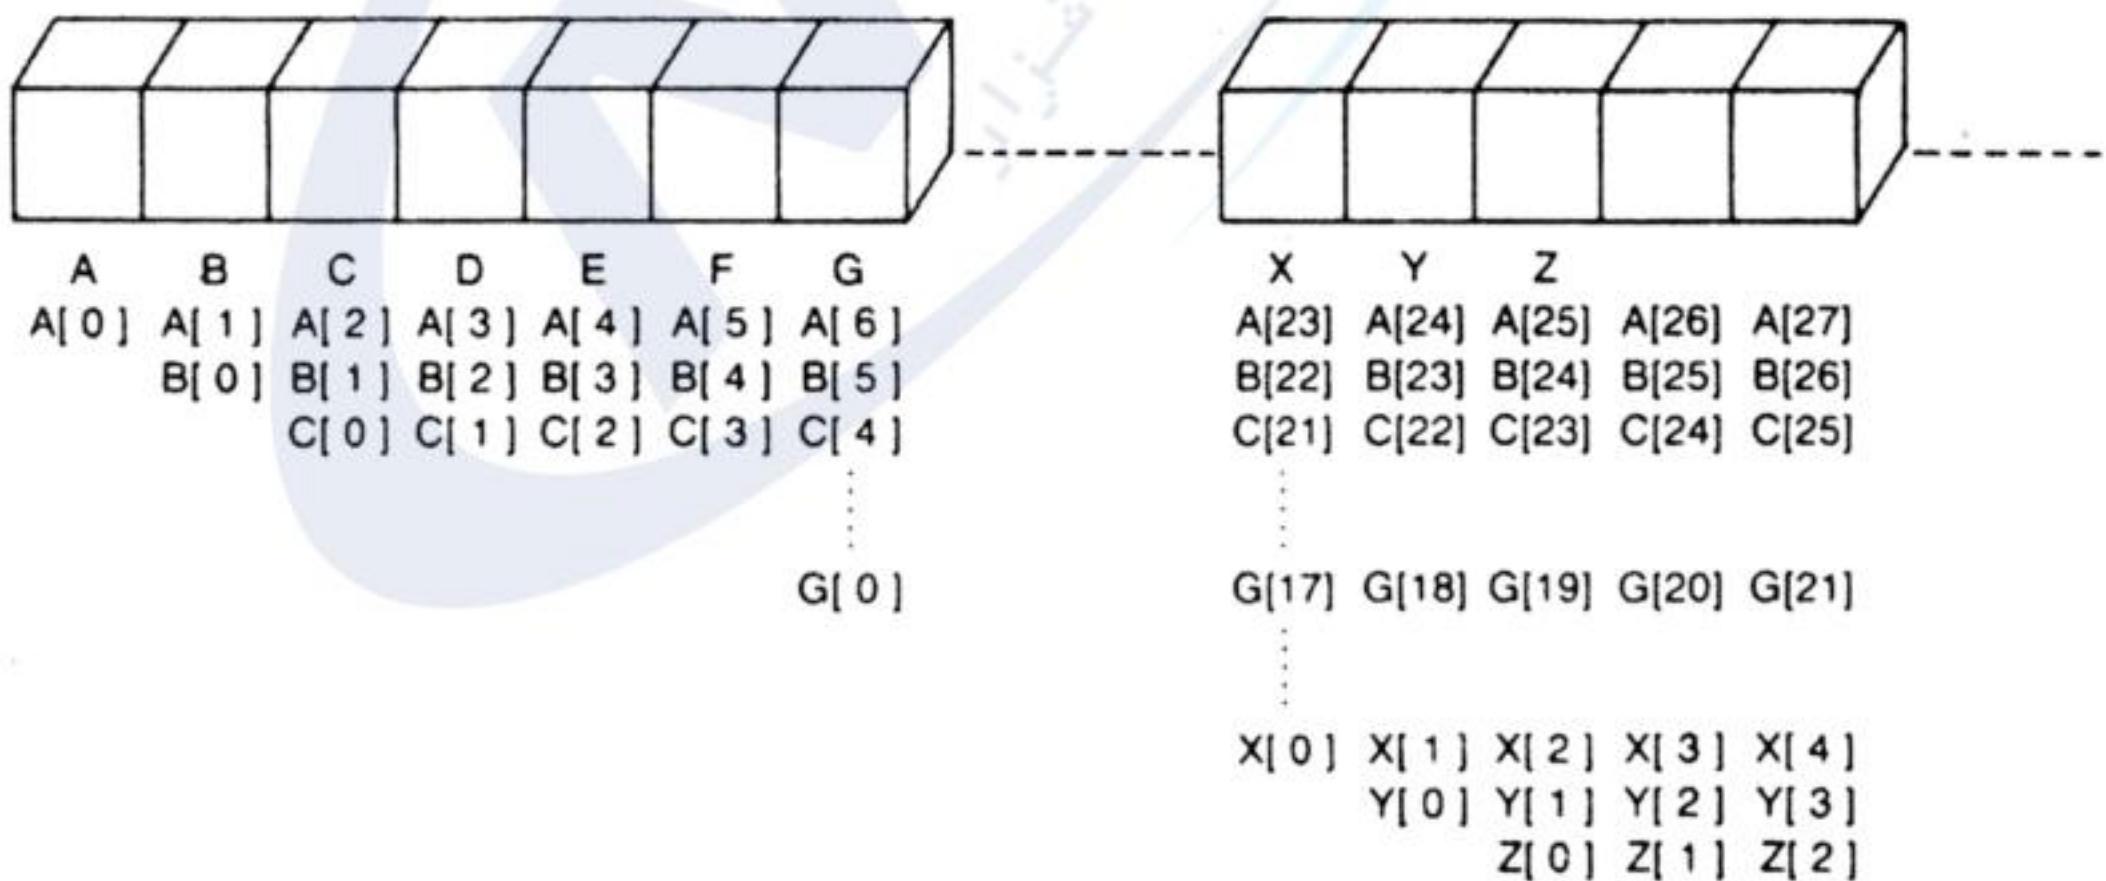 A B C D E F G X Y Z
A[ 0 ] A[ 1 ] A[ 2 ] A[ 3 ] A[ 4 ] A[ 5 ] A[ 6 ] A[23] A[24] A[25] A[26] A[27]
B[ 0 ] B[ 1 ] B[ 2 ] B[ 3 ] B[ 4 ] B[ 5 ] B[22] B[23] B[24] B[25] B[26]
C[ 0 ] C[ 1 ] C[ 2 ] C[ 3 ] C[ 4 ] C[21] C[22] C[23] C[24] C[25]
G[ 0 ] G[17] G[18] G[19] G[20] G[21]
X[ 0 ] X[ 1 ] X[ 2 ] X[ 3 ] X[ 4 ]
Y[ 0 ] Y[ 1 ] Y[ 2 ] Y[ 3 ]
Z[ 0 ] Z[ 1 ] Z[ 2 ]